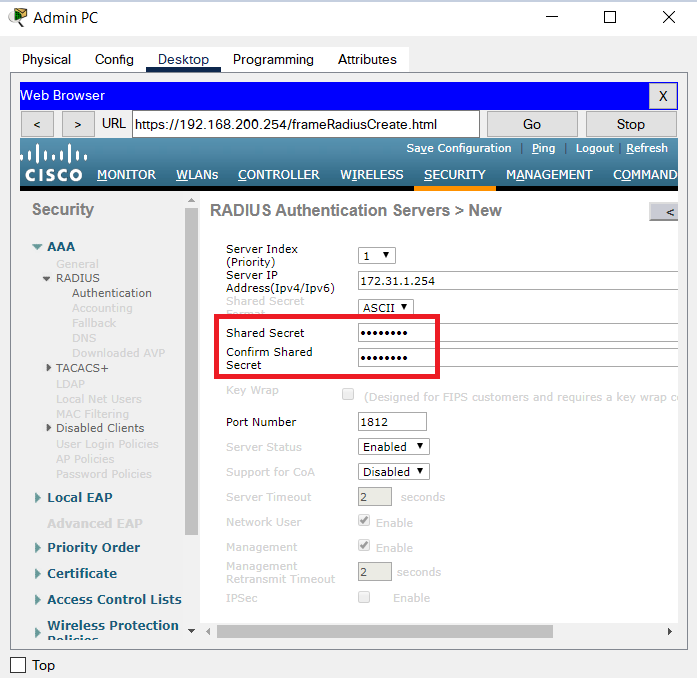 Admin PC
Physical Config Desktop Programming Attributes
Web Browser X
< > URL https://192.168.200.254/frameRadiusCreate.html Go Stop
Save Configuration Ping Logout Refresh
CISCO MONITOR WLANs CONTROLLER WIRELESS SECURITY MANAGEMENT COMMAND
Security
AAA
General
RADIUS
Authentication
Accounting
Fallback
DNS
Downloaded AVP
TACACS+
LDAP
Local Net Users
MAC Filtering
Disabled Clients
User Login Policies
AP Policies
Password Policies
Local EAP
Advanced EAP
Priority Order
Certificate
Access Control Lists
Wireless Protection
Policies
RADIUS Authentication Servers > New <
Server Index
(Priority) 1
Server IP
Address(Ipv4/Ipv6) 172.31.1.254
Shared Secret
Format ASCII
Shared Secret ••••••••
Confirm Shared
Secret ••••••••
Key Wrap (Designed for FIPS customers and requires a key wrap c
Port Number 1812
Server Status Enabled
Support for CoA Disabled
Server Timeout 2 seconds
Network User Enable
Management Enable
Management
Retransmit Timeout 2 seconds
IPSec Enable
Top